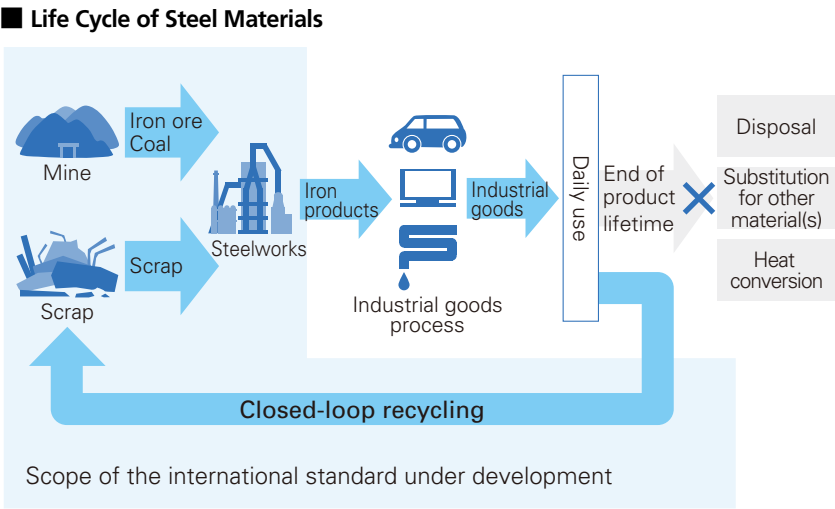 ■ Life Cycle of Steel Materials
Iron ore
Coal
Mine
Scrap
Scrap
Steelworks
Iron
products
Industrial goods
process
Industrial
goods
Daily use
End of
product
lifetime
Disposal
Substitution
for other
material(s)
Heat
conversion
Closed-loop recycling
Scope of the international standard under development